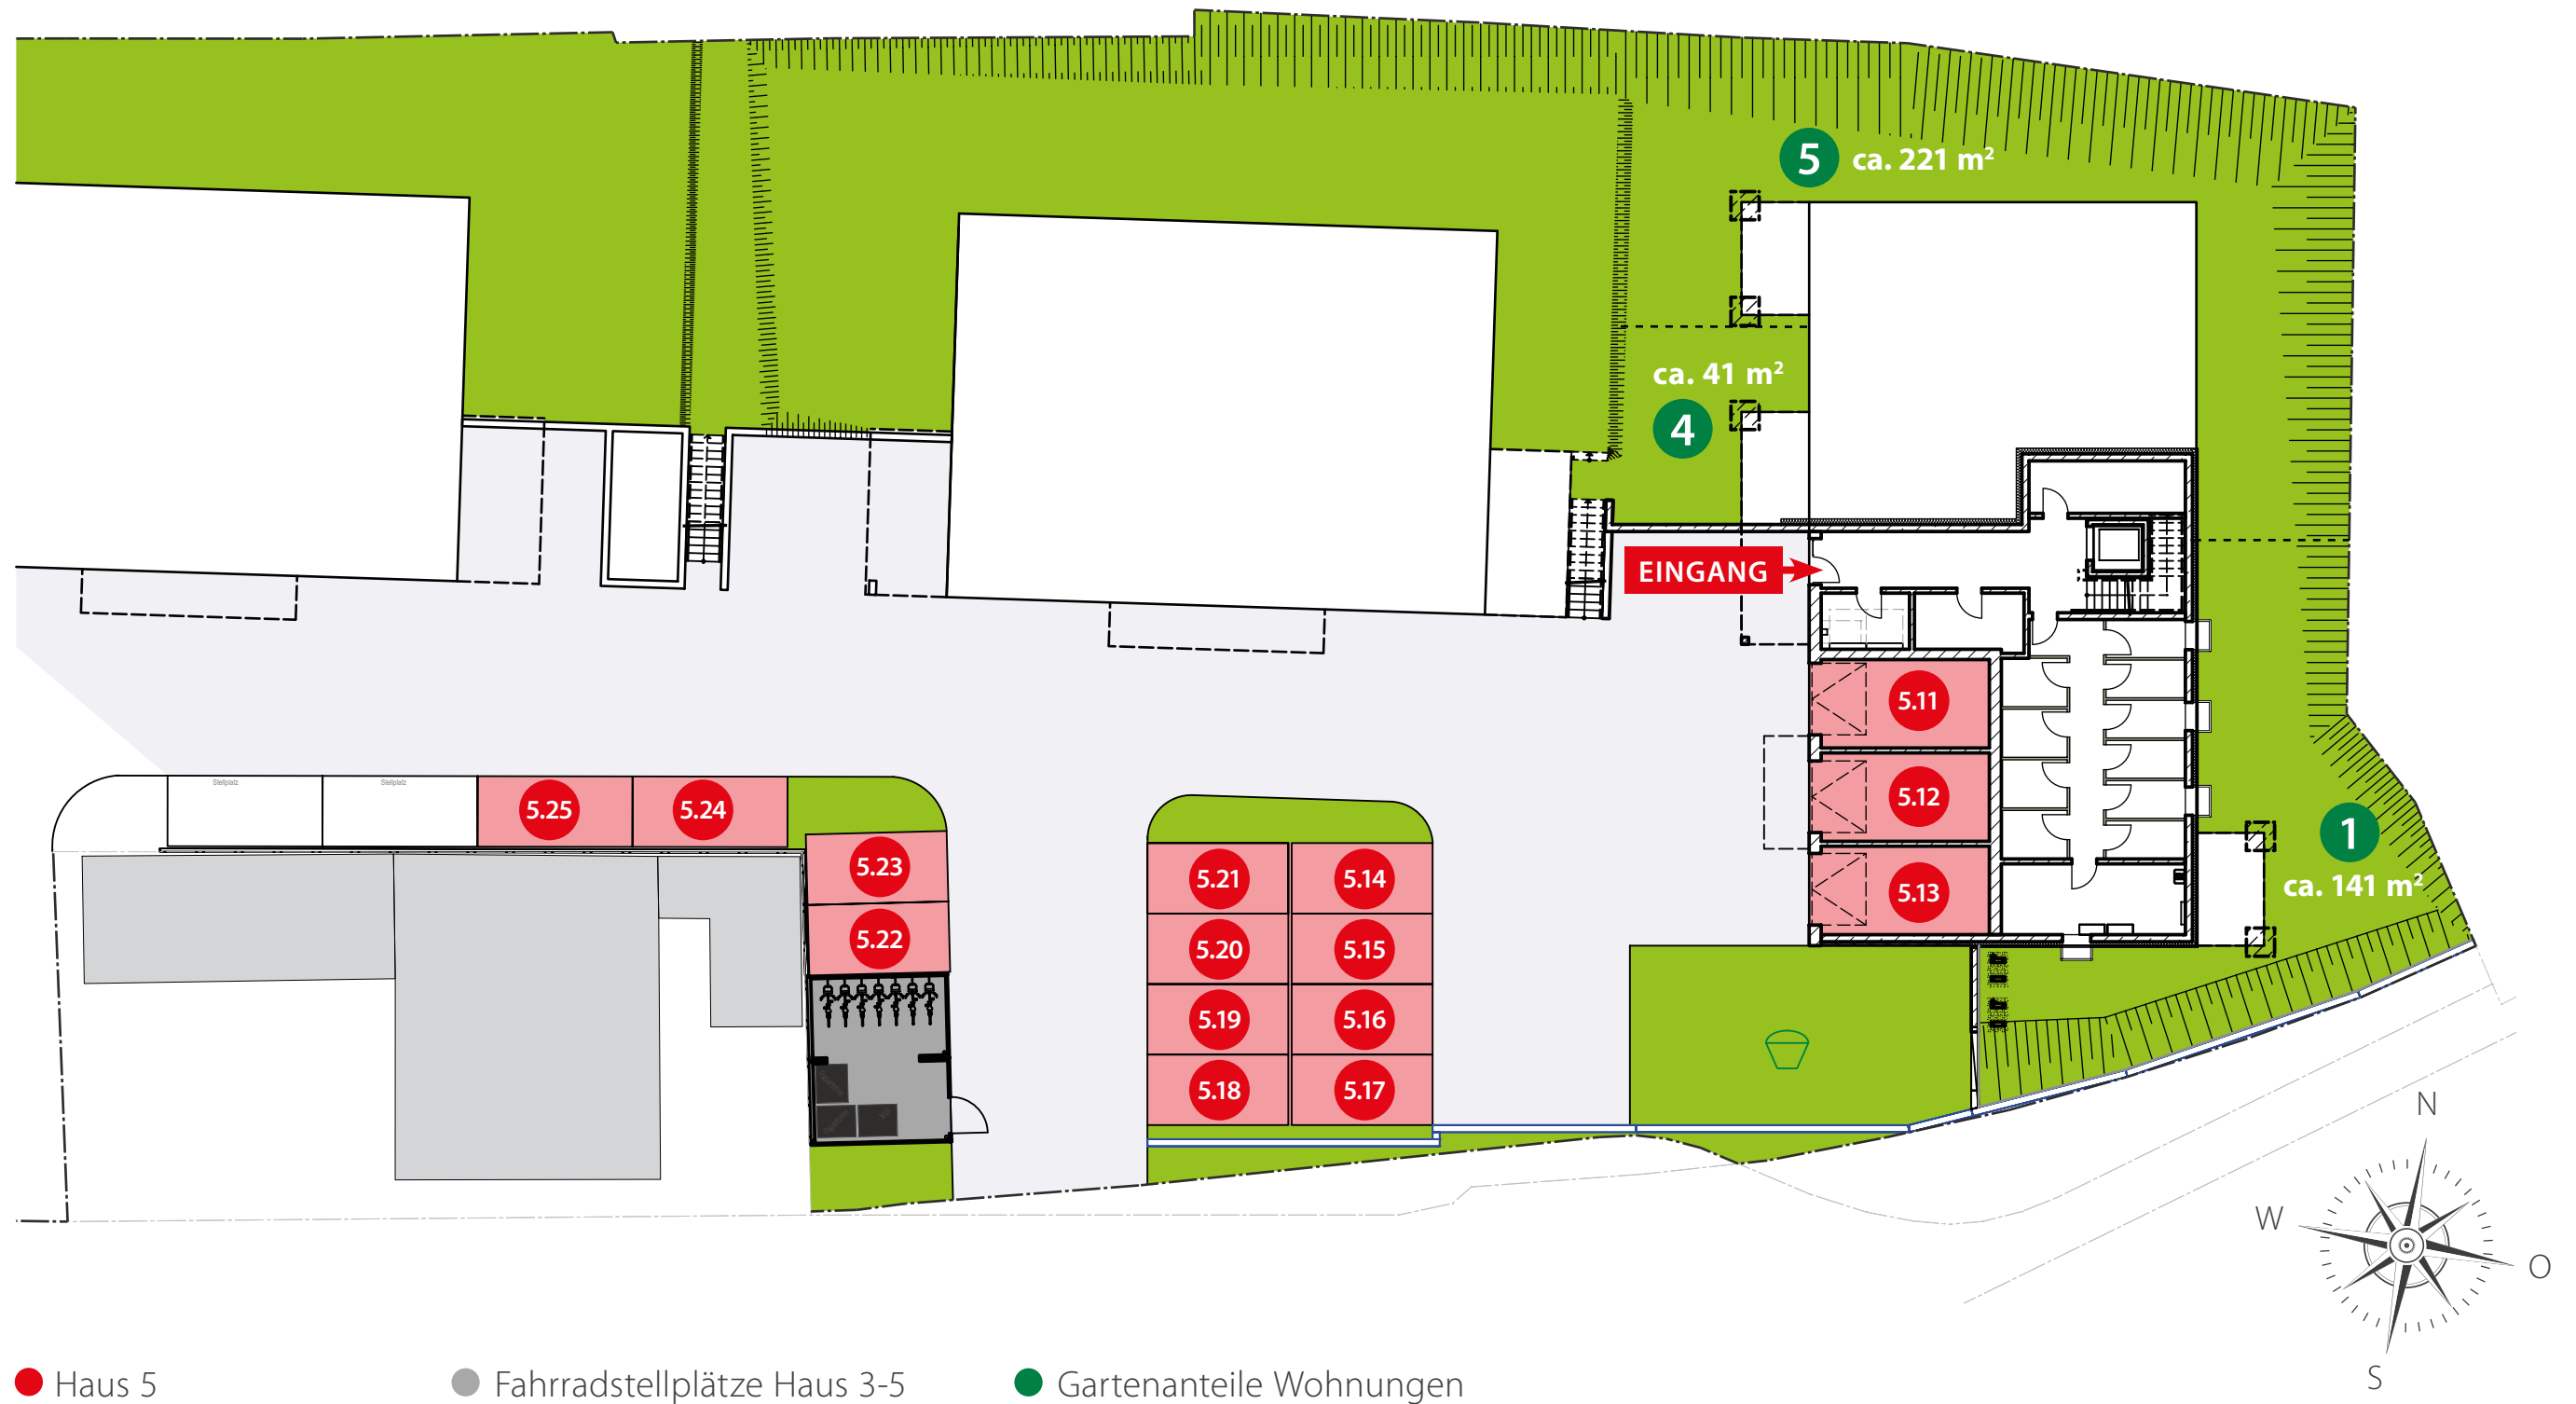 5 ca. 221 m²
ca. 41 m²
4
EINGANG
5.11
Stellplatz Stellplatz
5.25 5.24 5.12
1
5.23 5.21 5.14 5.13 ca. 141 m²
5.22 5.20 5.15
5.19 5.16
5.18 5.17
N
W
O
S
Haus 5 Fahrradstellplätze Haus 3-5 Gartenanteile Wohnungen